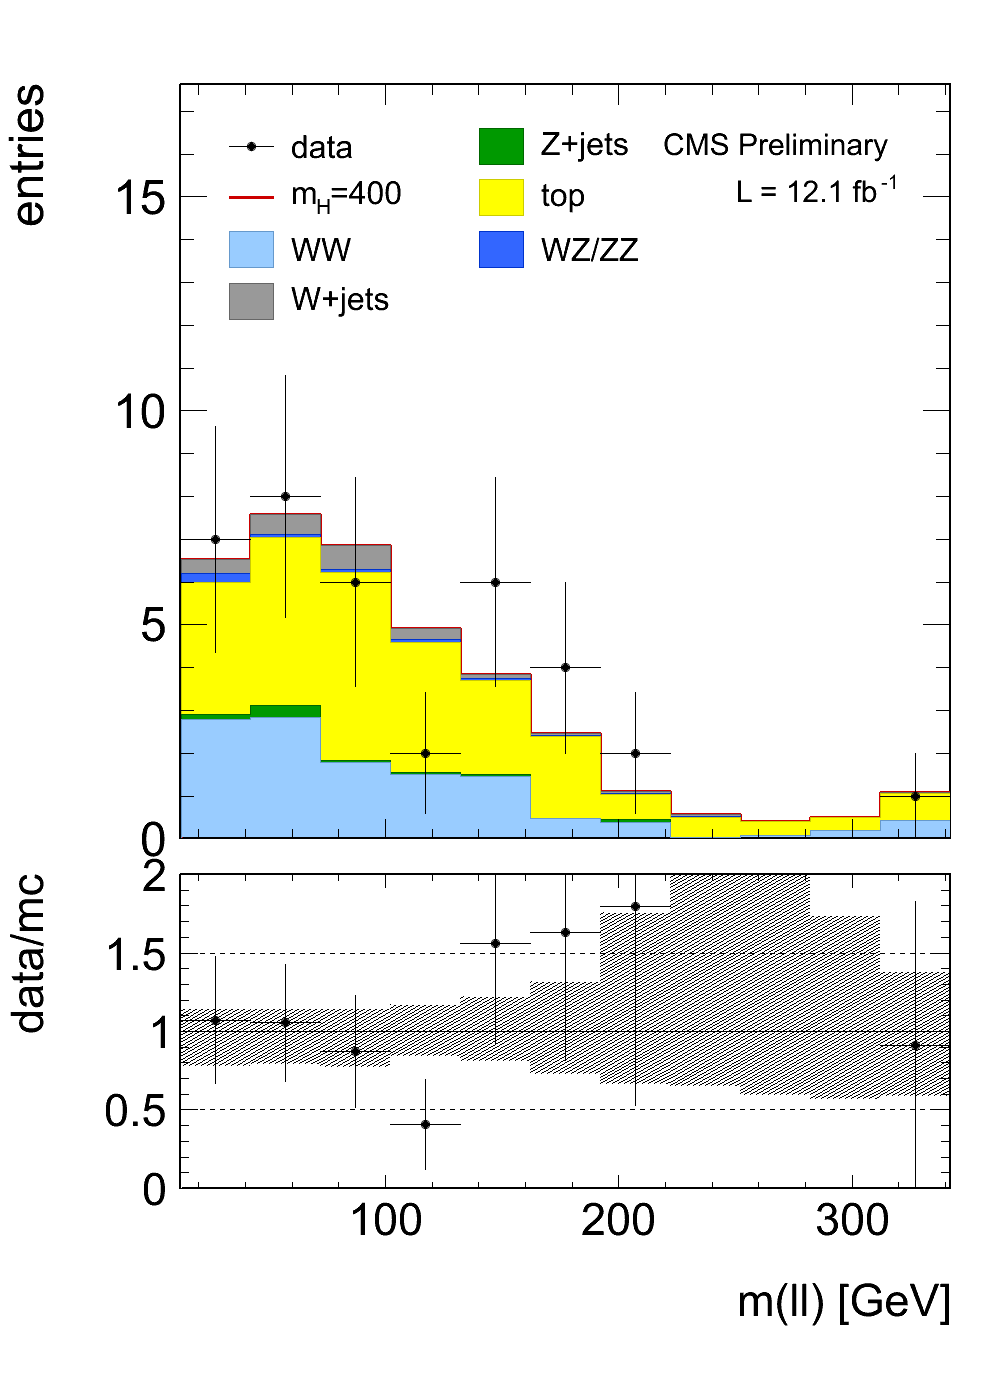 entries
15
10
5
0
data
m_H=400
WW
W+jets
Z+jets
top
WZ/ZZ
CMS Preliminary
L = 12.1 fb^-1
data/mc
2
1.5
1
0.5
0
100 200 300
m(ll) [GeV]